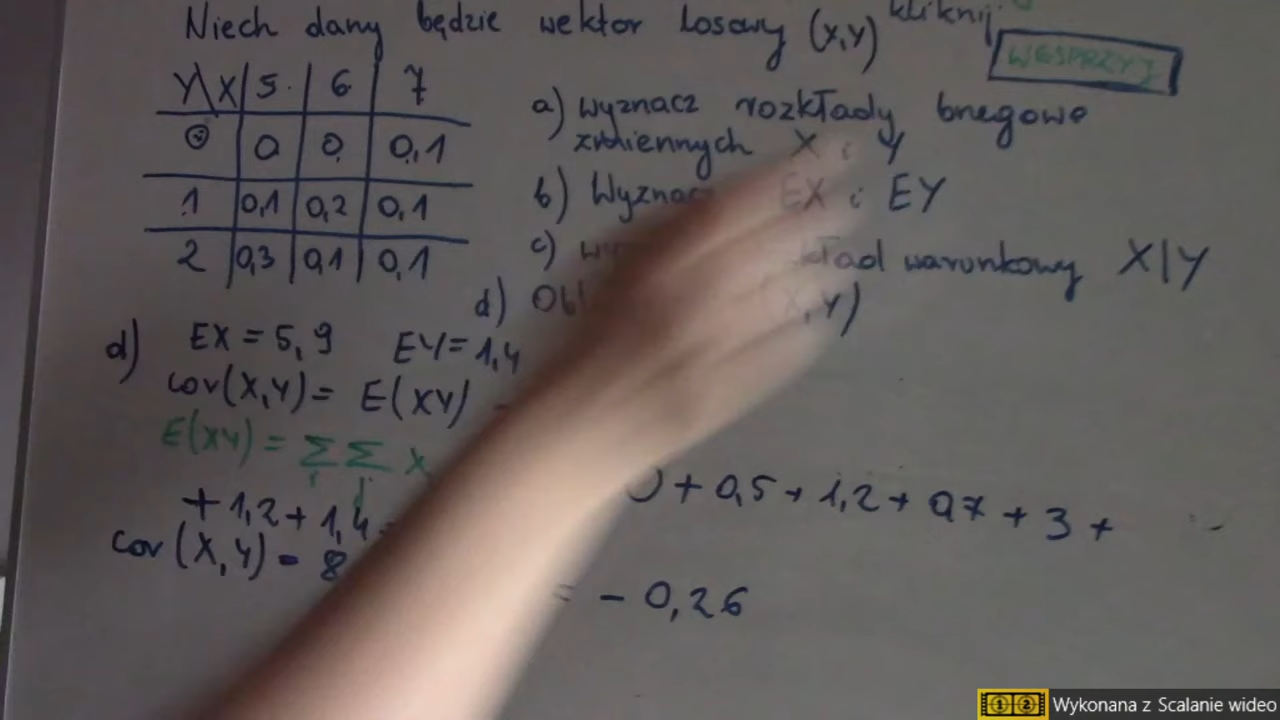 Niech dany będzie wektor losowy (X,Y) kliknij
WESPRZYJ
Y\X 5 6 7
0 0 0 0,1
1 0,1 0,2 0,1
2 0,3 0,1 0,1
a) wyznacz rozkłady bnegowe
zmiennych X i Y
b) Wyznacz EX i EY
c) warunkowy X|Y
d) X,Y)
d) EX = 5,9 EY = 1,4
cov(X,Y) = E(XY) -
E(XY) = Σ Σ x
i j
+ 0,5 + 1,2 + 0,7 + 3 +
+ 1,2 + 1,4
cov(X,Y) = 8 = - 0,26
Wykonana z Scalanie wideo